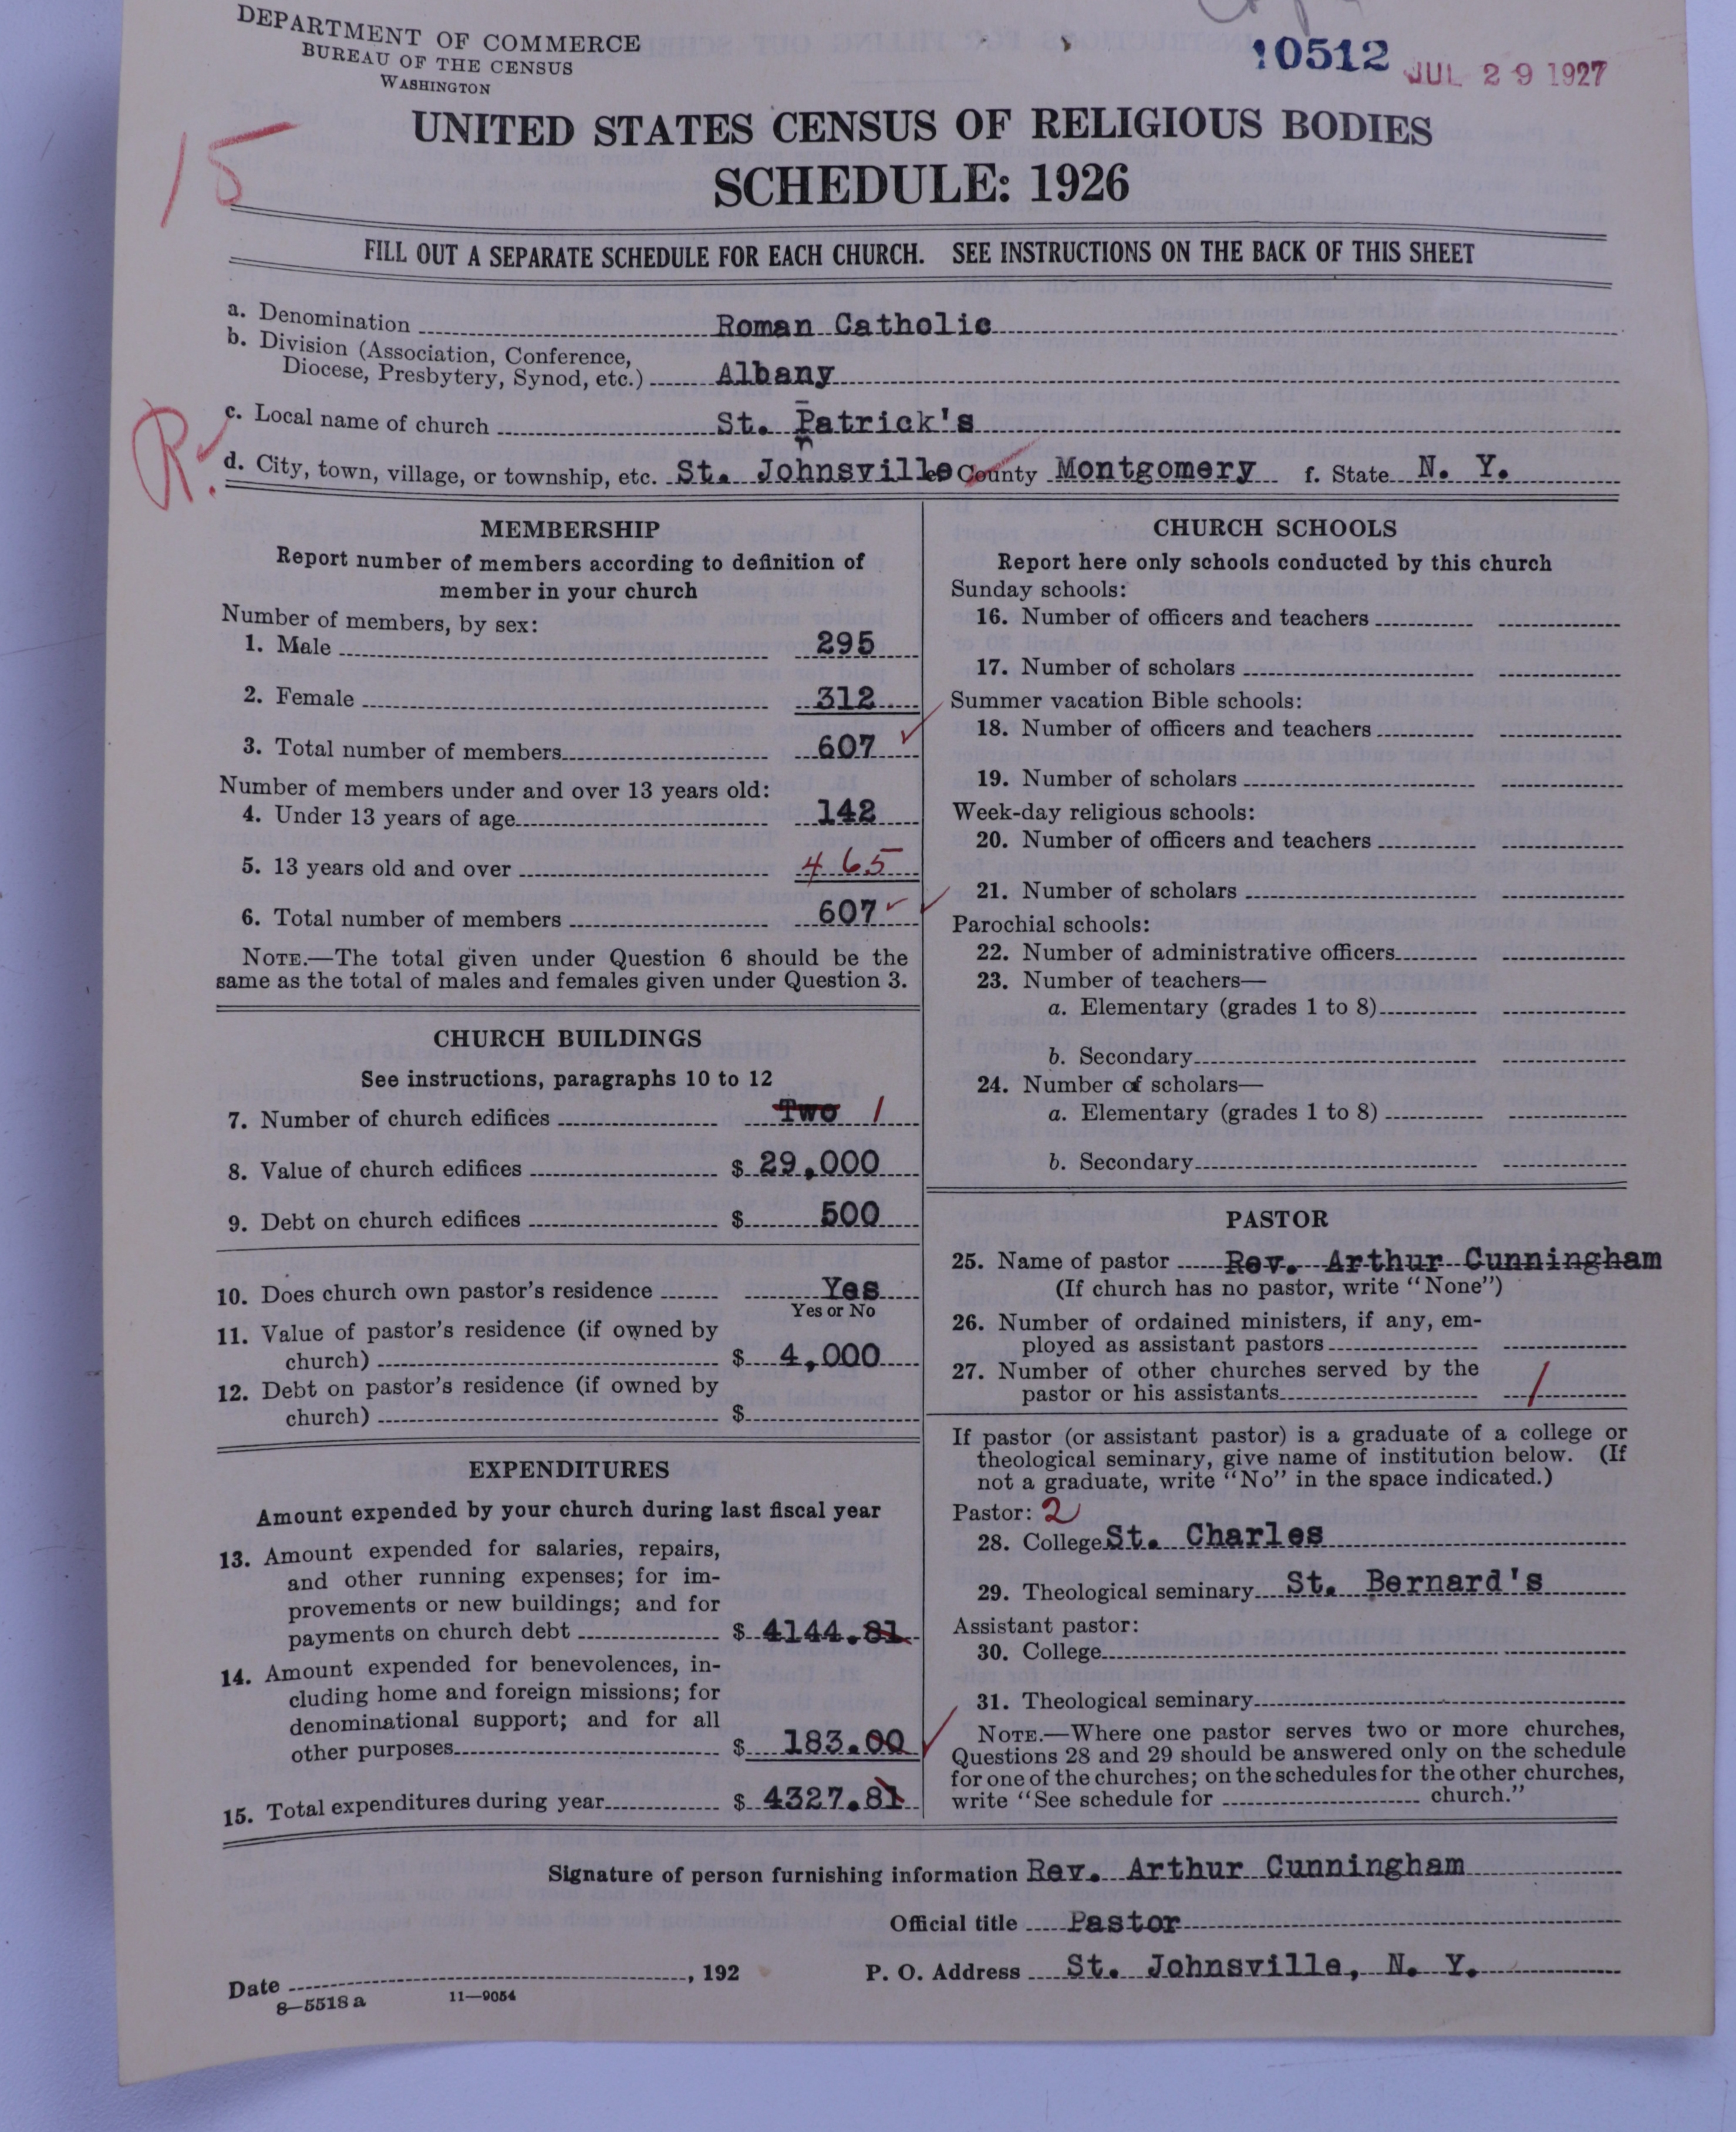 Copy
DEPARTMENT OF COMMERCE
BUREAU OF THE CENSUS
WASHINGTON
10512
JUL 29 1927
15
UNITED STATES CENSUS OF RELIGIOUS BODIES
SCHEDULE: 1926
FILL OUT A SEPARATE SCHEDULE FOR EACH CHURCH. SEE INSTRUCTIONS ON THE BACK OF THIS SHEET
a. Denomination Roman Catholic
b. Division (Association, Conference,
Diocese, Presbytery, Synod, etc.) Albany
c. Local name of church St. Patrick's
R.
d. City, town, village, or township, etc. St. Johnsville e. County Montgomery f. State N. Y.
MEMBERSHIP
Report number of members according to definition of
member in your church
Number of members, by sex:
1. Male 295
2. Female 312
3. Total number of members 607
Number of members under and over 13 years old:
4. Under 13 years of age 142
5. 13 years old and over 465
6. Total number of members 607
NOTE.—The total given under Question 6 should be the
same as the total of males and females given under Question 3.
CHURCH BUILDINGS
See instructions, paragraphs 10 to 12
7. Number of church edifices Two 1
8. Value of church edifices $ 29,000
9. Debt on church edifices $ 500
10. Does church own pastor's residence Yes
Yes or No
11. Value of pastor's residence (if owned by
church) $ 4,000
12. Debt on pastor's residence (if owned by
church) $
EXPENDITURES
Amount expended by your church during last fiscal year
13. Amount expended for salaries, repairs,
and other running expenses; for im-
provements or new buildings; and for
payments on church debt $ 4144.81
14. Amount expended for benevolences, in-
cluding home and foreign missions; for
denominational support; and for all
other purposes $ 183.00
15. Total expenditures during year $ 4327.81
CHURCH SCHOOLS
Report here only schools conducted by this church
Sunday schools:
16. Number of officers and teachers
17. Number of scholars
Summer vacation Bible schools:
18. Number of officers and teachers
19. Number of scholars
Week-day religious schools:
20. Number of officers and teachers
21. Number of scholars
Parochial schools:
22. Number of administrative officers
23. Number of teachers—
a. Elementary (grades 1 to 8)
b. Secondary
24. Number of scholars—
a. Elementary (grades 1 to 8)
b. Secondary
PASTOR
25. Name of pastor Rev. Arthur Cunningham
(If church has no pastor, write "None")
26. Number of ordained ministers, if any, em-
ployed as assistant pastors
27. Number of other churches served by the
pastor or his assistants 1
If pastor (or assistant pastor) is a graduate of a college or
theological seminary, give name of institution below. (If
not a graduate, write "No" in the space indicated.)
Pastor: 2
28. College St. Charles
29. Theological seminary St. Bernard's
Assistant pastor:
30. College
31. Theological seminary
NOTE.—Where one pastor serves two or more churches,
Questions 28 and 29 should be answered only on the schedule
for one of the churches; on the schedules for the other churches,
write "See schedule for church."
Signature of person furnishing information Rev. Arthur Cunningham
Official title Pastor
Date , 192
P. O. Address St. Johnsville, N. Y.
8—5518 a
11—9054